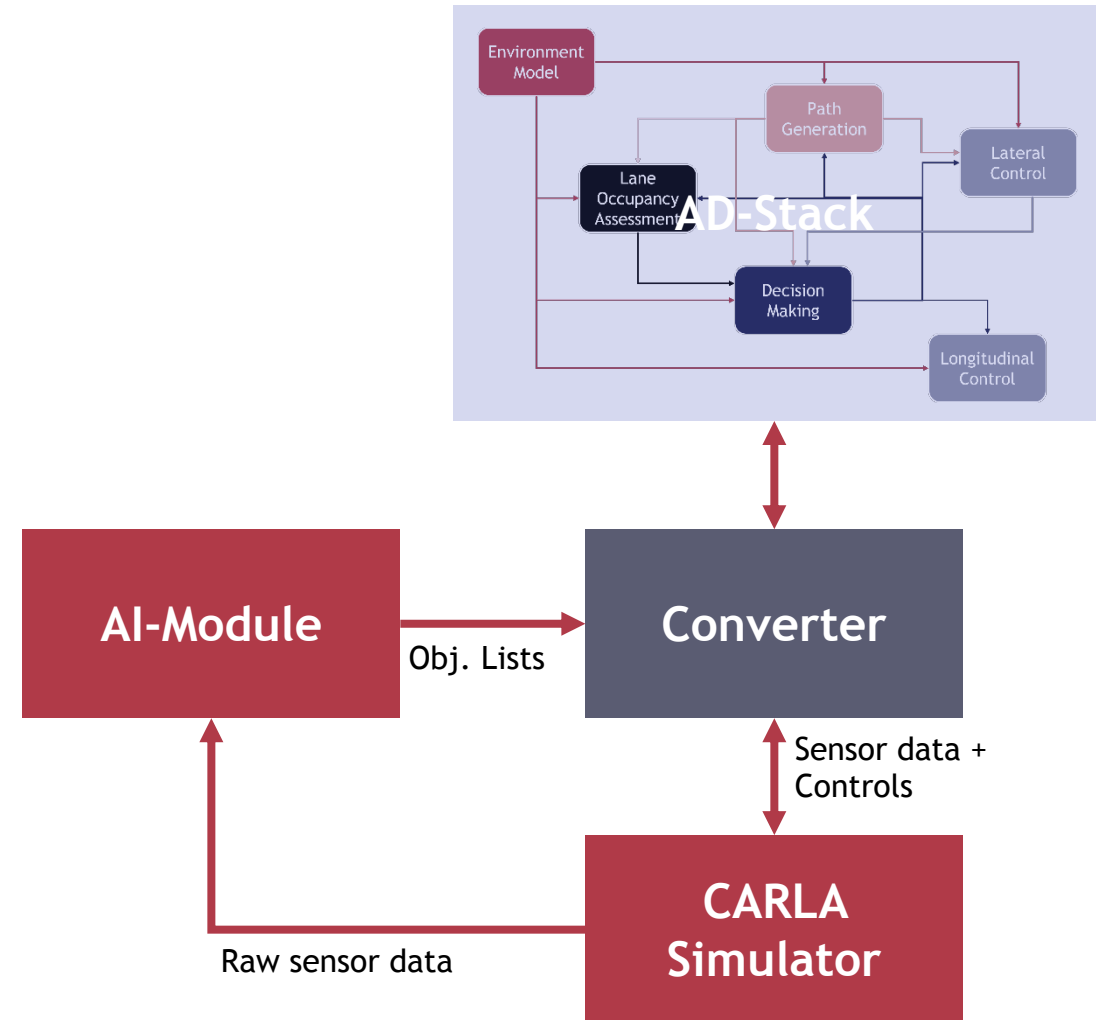 Environment
Model
Path
Generation
Lateral
Control
Lane
Occupancy
Assessment
AD-Stack
Decision
Making
Longitudinal
Control
AI-Module
Obj. Lists
Converter
Sensor data +
Controls
CARLA
Simulator
Raw sensor data